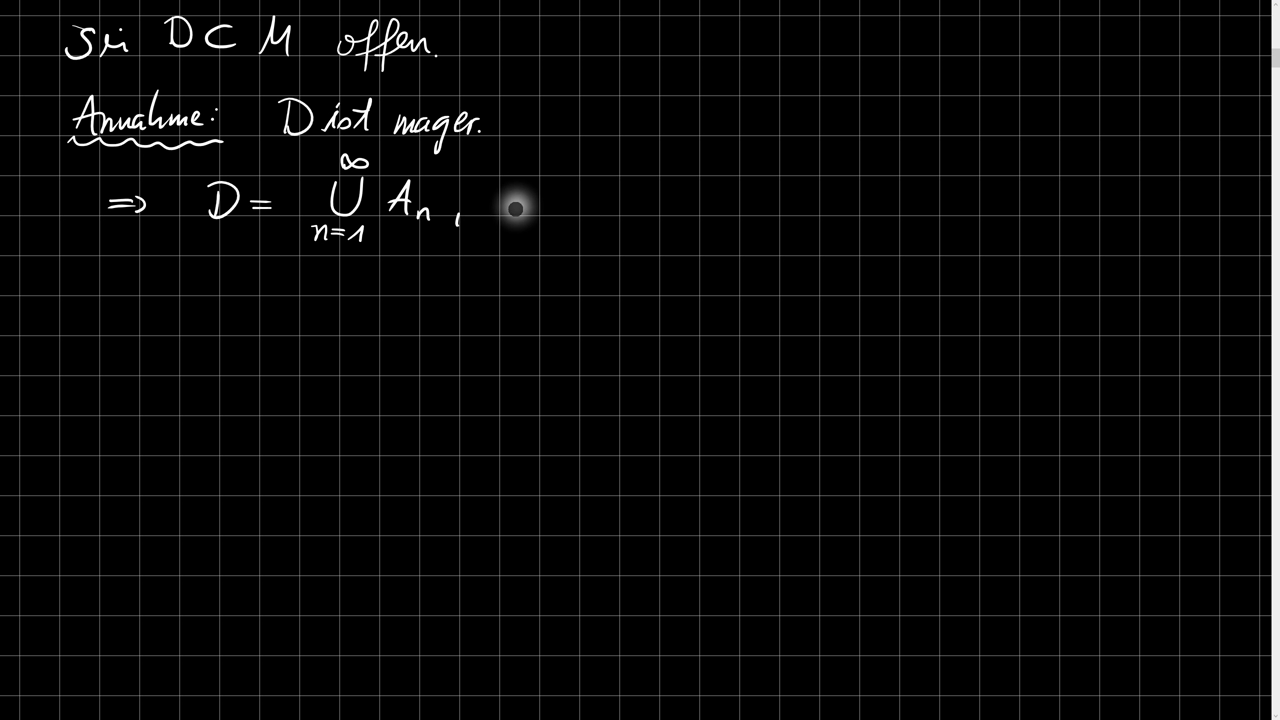 Sei D ⊂ M offen.
Annahme: D ist mager.
⇒ D = ⋃_{n=1}^{∞} A_n ,